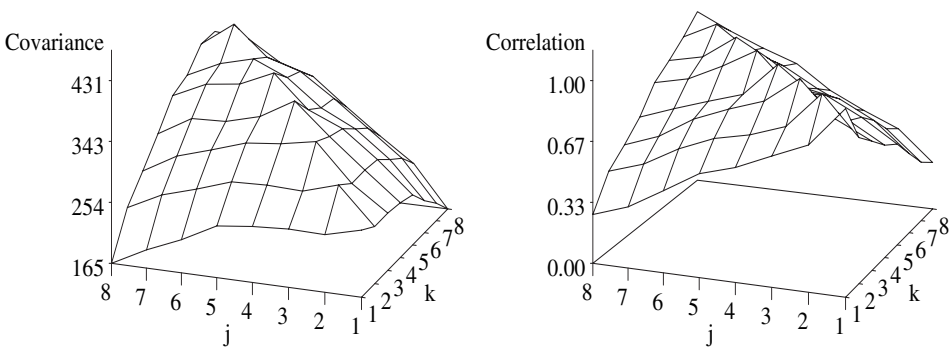 Covariance
431
343
254
165
8 7 6 5 4 3 2 1
j
1 2 3 4 5 6 7 8
k
Correlation
1.00
0.67
0.33
0.00
8 7 6 5 4 3 2 1
j
1 2 3 4 5 6 7 8
k